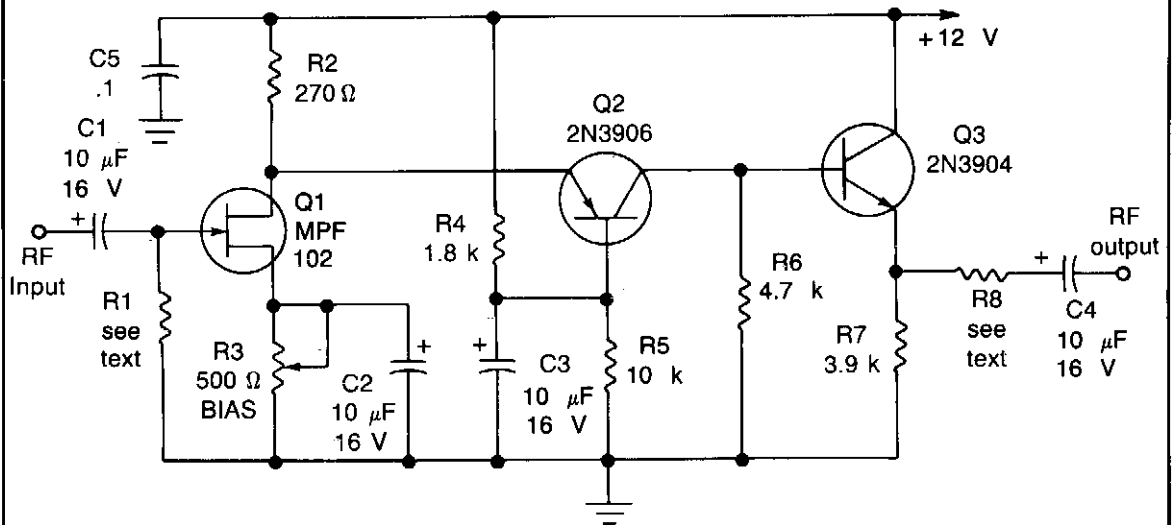 C5
.1
R2
270 Ω
+12 V
C1
10 µF
16 V
+
RF
Input
R1
see
text
Q1
MPF
102
R3
500 Ω
BIAS
+
C2
10 µF
16 V
R4
1.8 k
+
C3
10 µF
16 V
Q2
2N3906
R5
10 k
R6
4.7 k
Q3
2N3904
R7
3.9 k
R8
see
text
+
C4
10 µF
16 V
RF
output